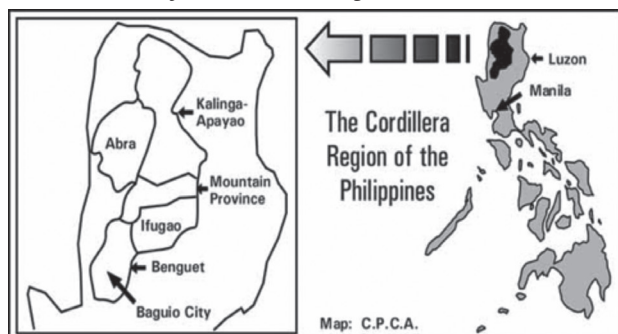 Kalinga-
Apayao
Abra
Mountain
Province
Ifugao
Benguet
Baguio City
The Cordillera
Region of the
Philippines
Luzon
Manila
Map: C.P.C.A.